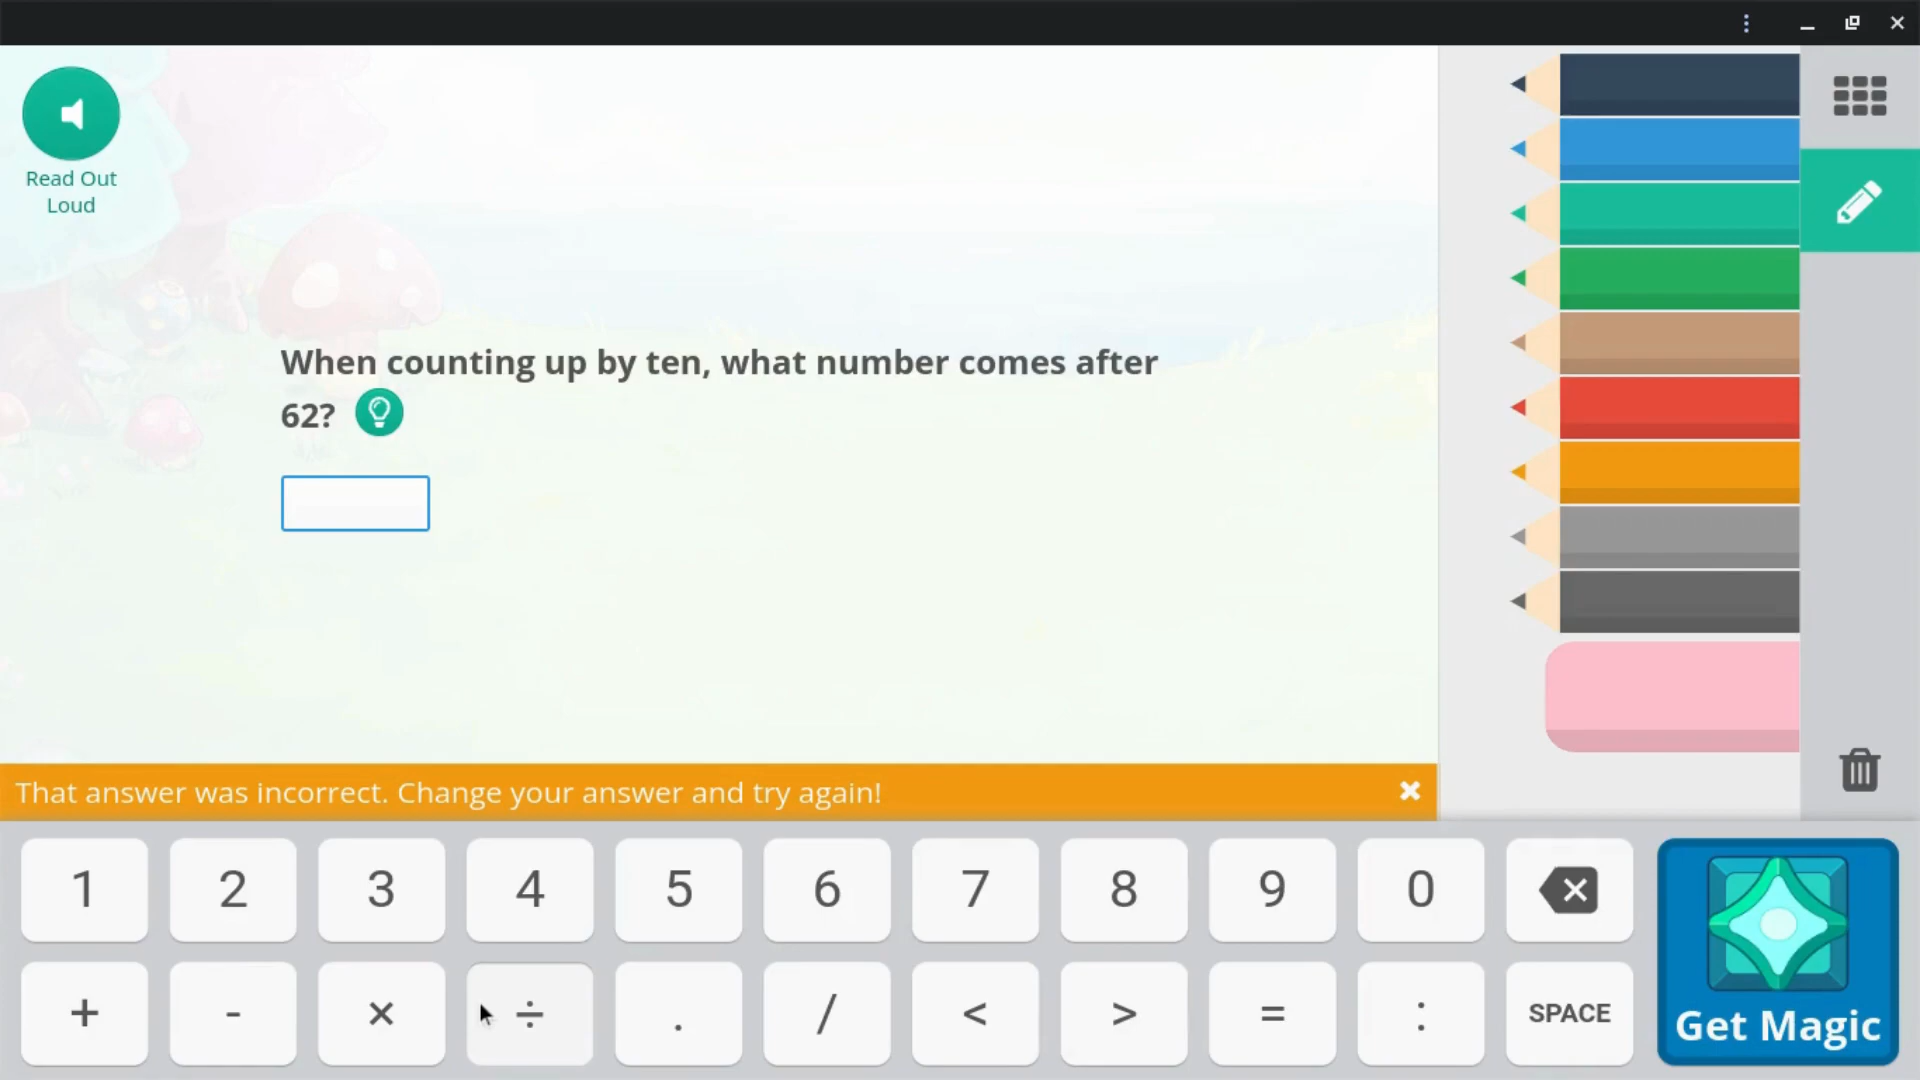 Read Out
Loud
When counting up by ten, what number comes after
62?
That answer was incorrect. Change your answer and try again!
1 2 3 4 5 6 7 8 9 0
+ - × ÷ . / < > = : SPACE
Get Magic